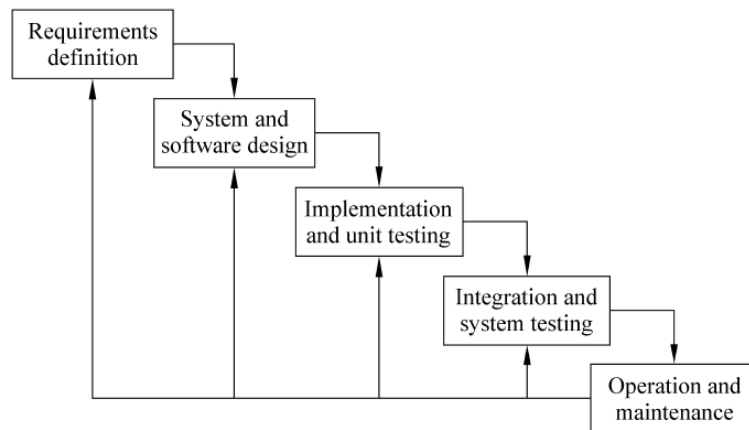 Requirements
definition
System and
software design
Implementation
and unit testing
Integration and
system testing
Operation and
maintenance